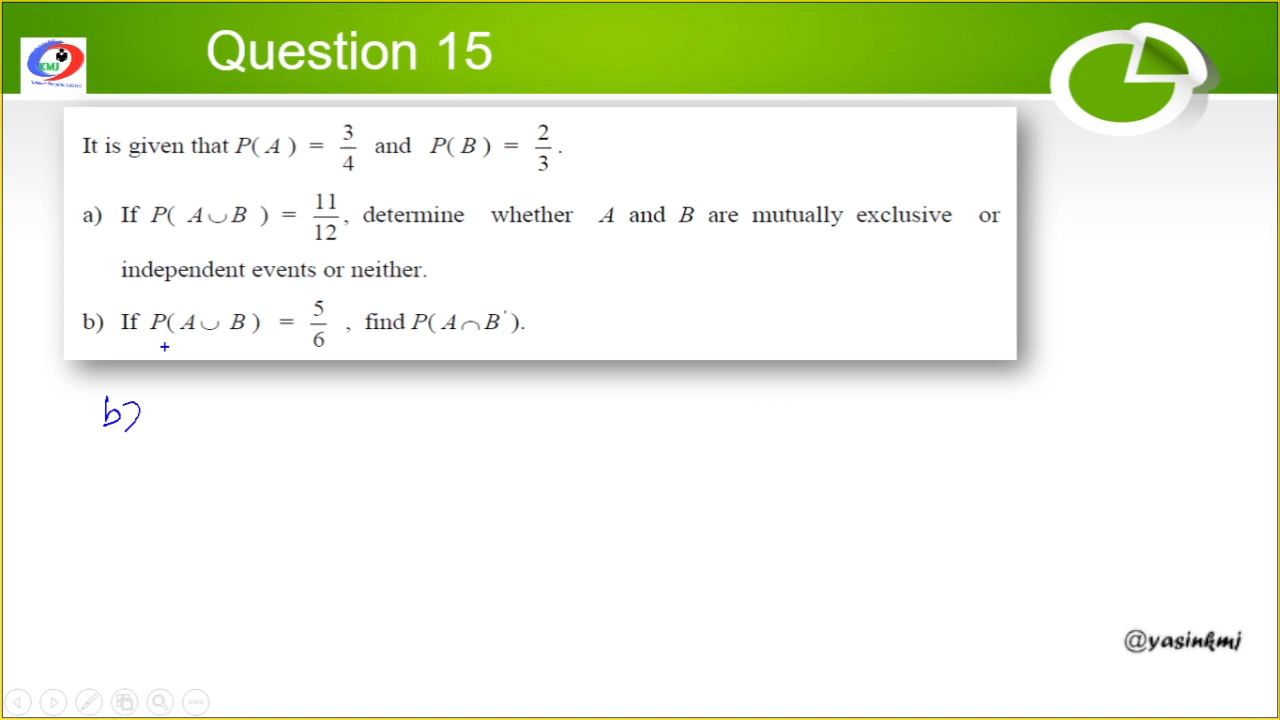 Question 15
KMJ
It is given that P( A ) = 3/4 and P( B ) = 2/3 .
a) If P( A ∪ B ) = 11/12 , determine whether A and B are mutually exclusive or
independent events or neither.
b) If P( A ∪ B ) = 5/6 , find P( A ∩ B' ).
b)
@yasinkmj